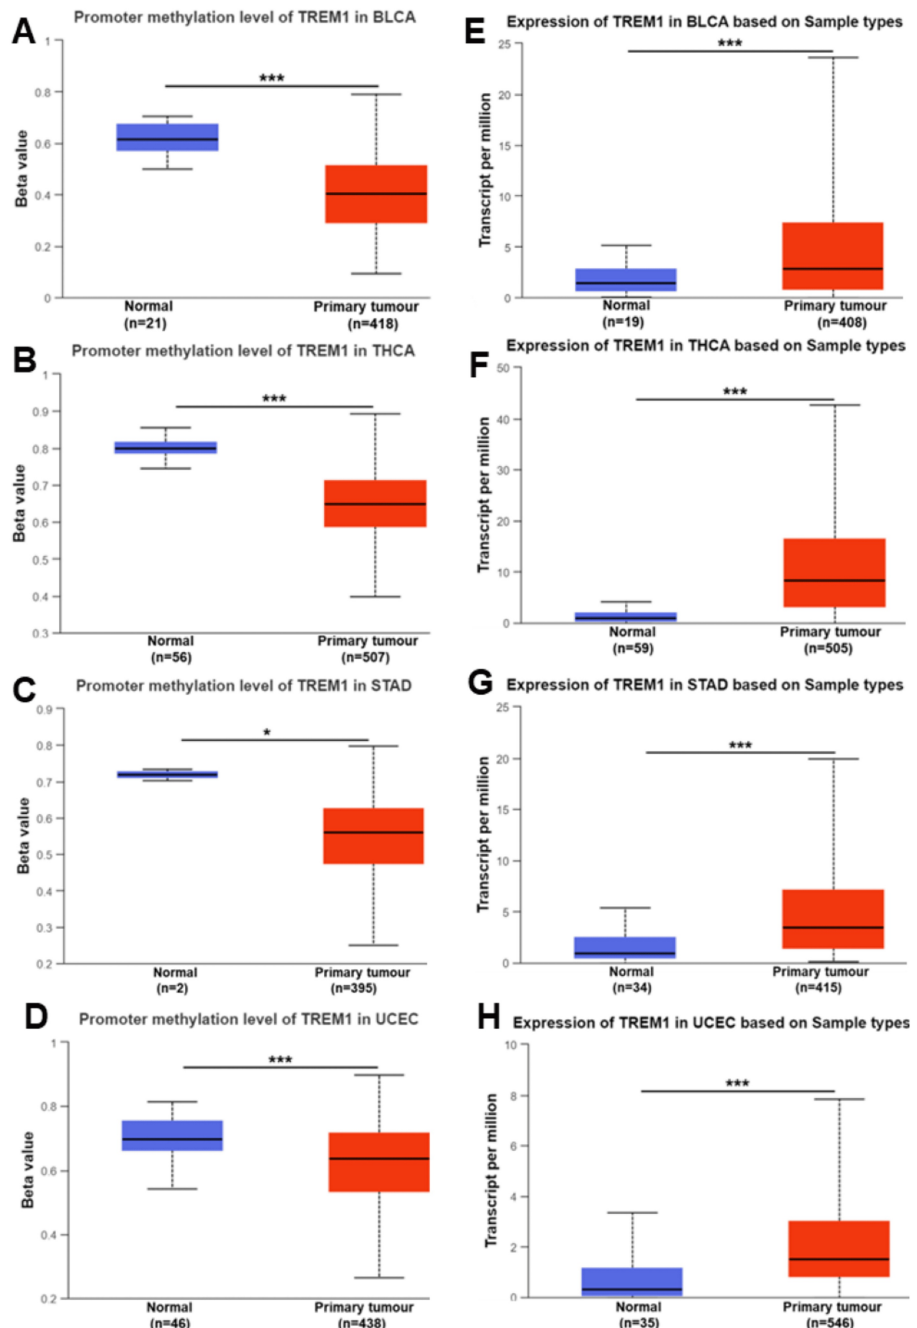 A
Promoter methylation level of TREM1 in BLCA
***
1
0.8
0.6
0.4
0.2
0
Beta value
Normal
(n=21)
Primary tumour
(n=418)
E
Expression of TREM1 in BLCA based on Sample types
***
25
20
15
10
5
0
Transcript per million
Normal
(n=19)
Primary tumour
(n=408)
B
Promoter methylation level of TREM1 in THCA
***
1
0.9
0.8
0.7
0.6
0.5
0.4
0.3
Beta value
Normal
(n=56)
Primary tumour
(n=507)
F
Expression of TREM1 in THCA based on Sample types
***
50
40
30
20
10
0
Transcript per million
Normal
(n=59)
Primary tumour
(n=505)
C
Promoter methylation level of TREM1 in STAD
*
0.9
0.8
0.7
0.6
0.5
0.4
0.3
0.2
Beta value
Normal
(n=2)
Primary tumour
(n=395)
G
Expression of TREM1 in STAD based on Sample types
***
25
20
15
10
5
0
Transcript per million
Normal
(n=34)
Primary tumour
(n=415)
D
Promoter methylation level of TREM1 in UCEC
***
1
0.8
0.6
0.4
0.2
Beta value
Normal
(n=46)
Primary tumour
(n=438)
H
Expression of TREM1 in UCEC based on Sample types
***
10
8
6
4
2
0
Transcript per million
Normal
(n=35)
Primary tumour
(n=546)